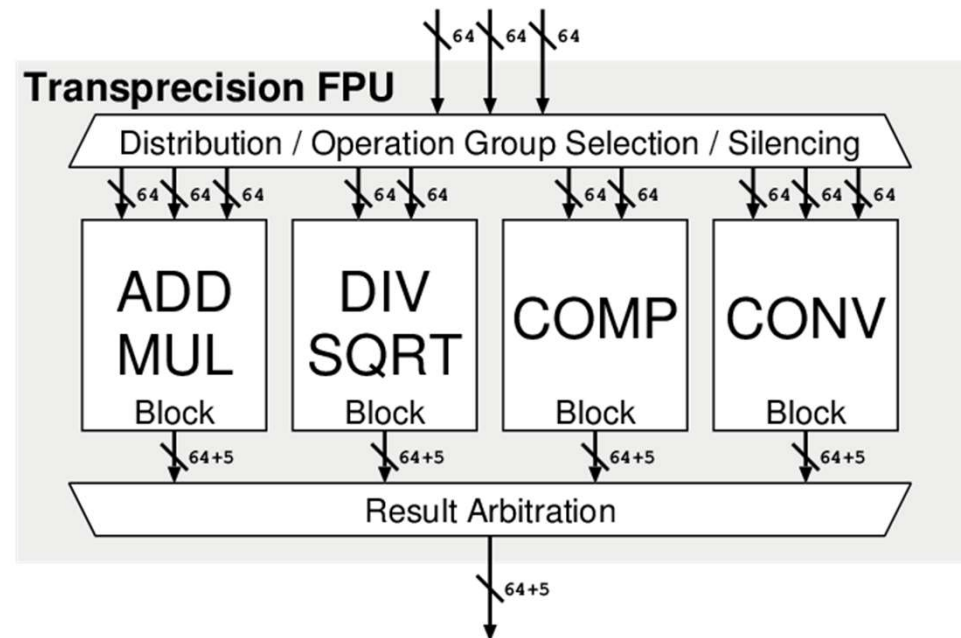 64 64 64
Transprecision FPU
Distribution / Operation Group Selection / Silencing
64 64 64 64 64 64 64 64 64 64
ADD
MUL
Block
DIV
SQRT
Block
COMP
Block
CONV
Block
64+5 64+5 64+5 64+5
Result Arbitration
64+5